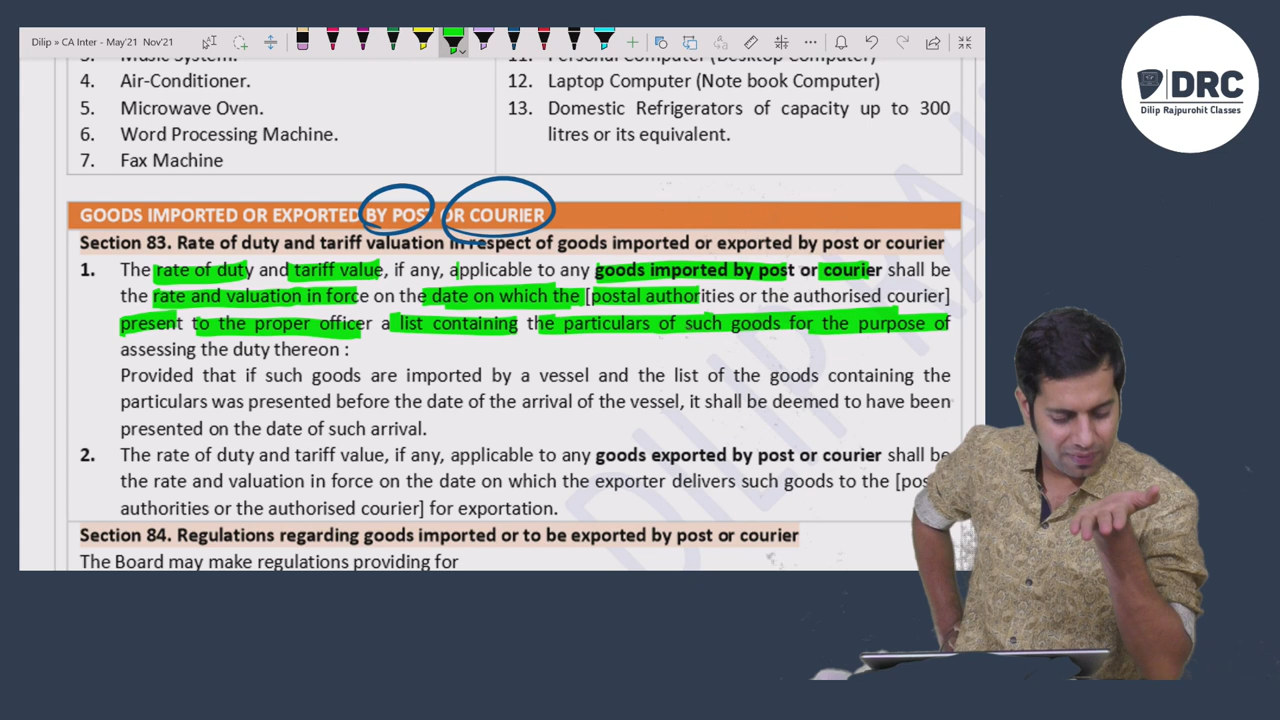 Dilip » CA Inter - May'21 Nov'21
DRC
Dilip Rajpurohit Classes
3. Music System.
4. Air-Conditioner.
5. Microwave Oven.
6. Word Processing Machine.
7. Fax Machine
11. Personal Computer (Desktop Computer)
12. Laptop Computer (Note book Computer)
13. Domestic Refrigerators of capacity up to 300
litres or its equivalent.
GOODS IMPORTED OR EXPORTED BY POST OR COURIER
Section 83. Rate of duty and tariff valuation in respect of goods imported or exported by post or courier
1. The rate of duty and tariff value, if any, applicable to any goods imported by post or courier shall be
the rate and valuation in force on the date on which the [postal authorities or the authorised courier]
present to the proper officer a list containing the particulars of such goods for the purpose of
assessing the duty thereon :
Provided that if such goods are imported by a vessel and the list of the goods containing the
particulars was presented before the date of the arrival of the vessel, it shall be deemed to have been
presented on the date of such arrival.
2. The rate of duty and tariff value, if any, applicable to any goods exported by post or courier shall be
the rate and valuation in force on the date on which the exporter delivers such goods to the
authorities or the authorised courier] for exportation.
Section 84. Regulations regarding goods imported or to be exported by post or courier
The Board may make regulations providing for